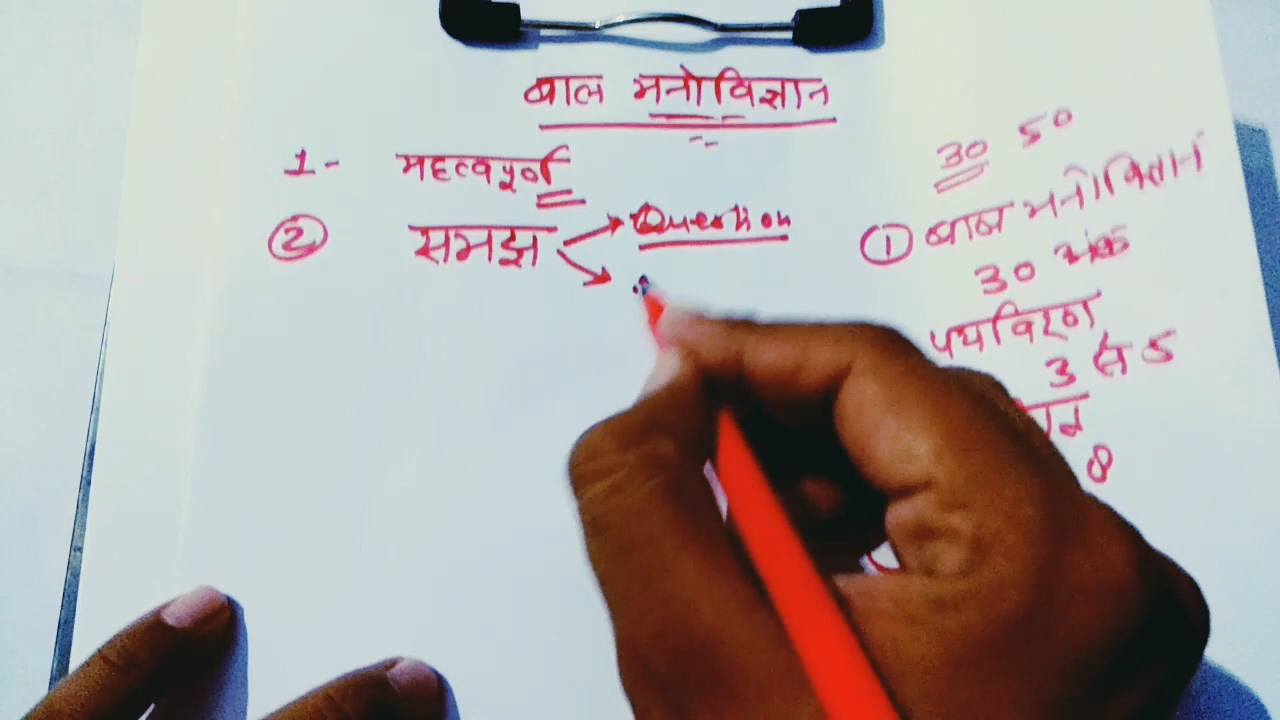 बाल मनोविज्ञान
1- महत्वपूर्ण
② समझ → Question
30 50
① बाल मनोविज्ञान
30 अंक
पर्यावरण
3 से 5
8